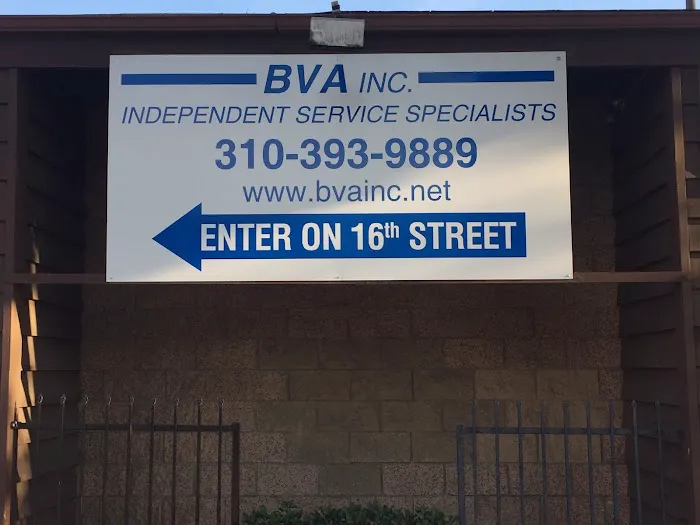 BVA INC.
INDEPENDENT SERVICE SPECIALISTS
310-393-9889
www.bvainc.net
ENTER ON 16th STREET